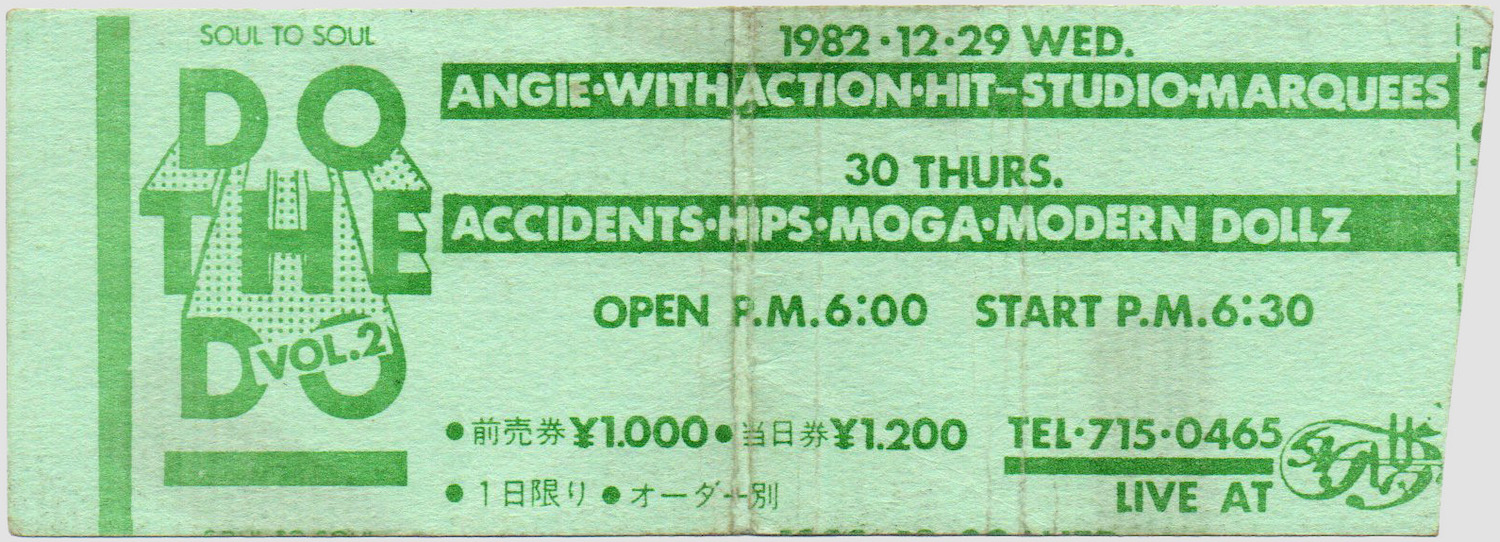 SOUL TO SOUL
DO
THE
DO
VOL.2
1982·12·29 WED.
ANGIE·WITH ACTION·HIT-STUDIO·MARQUEES
30 THURS.
ACCIDENTS·HIPS·MOGA·MODERN DOLLZ
OPEN P.M.6:00 START P.M.6:30
●前売券¥1.000●当日券¥1.200
●1日限り●オーダー別
TEL·715·0465
LIVE AT